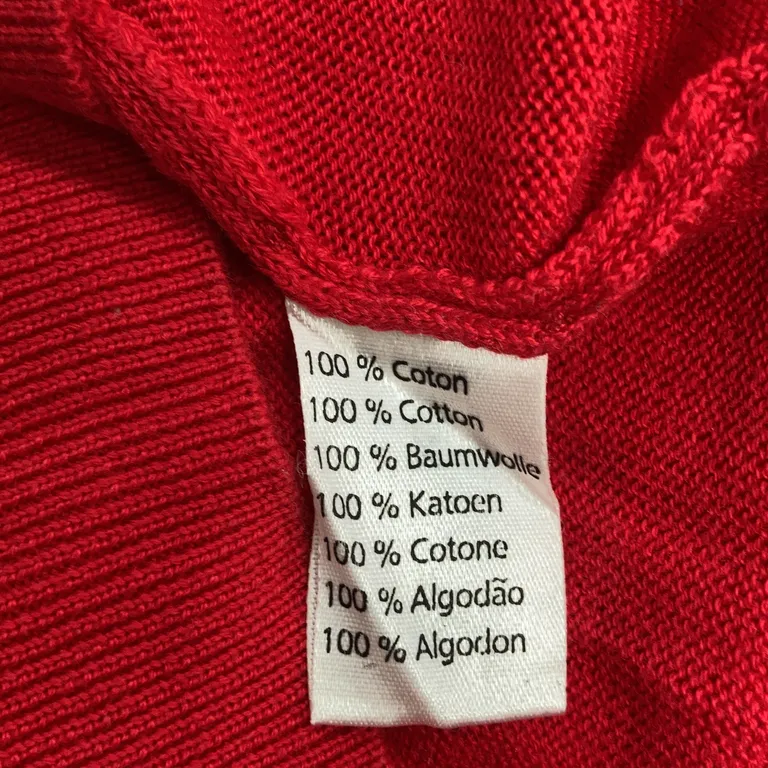 100 % Coton
100 % Cotton
100 % Baumwolle
100 % Katoen
100 % Cotone
100 % Algodão
100 % Algodon